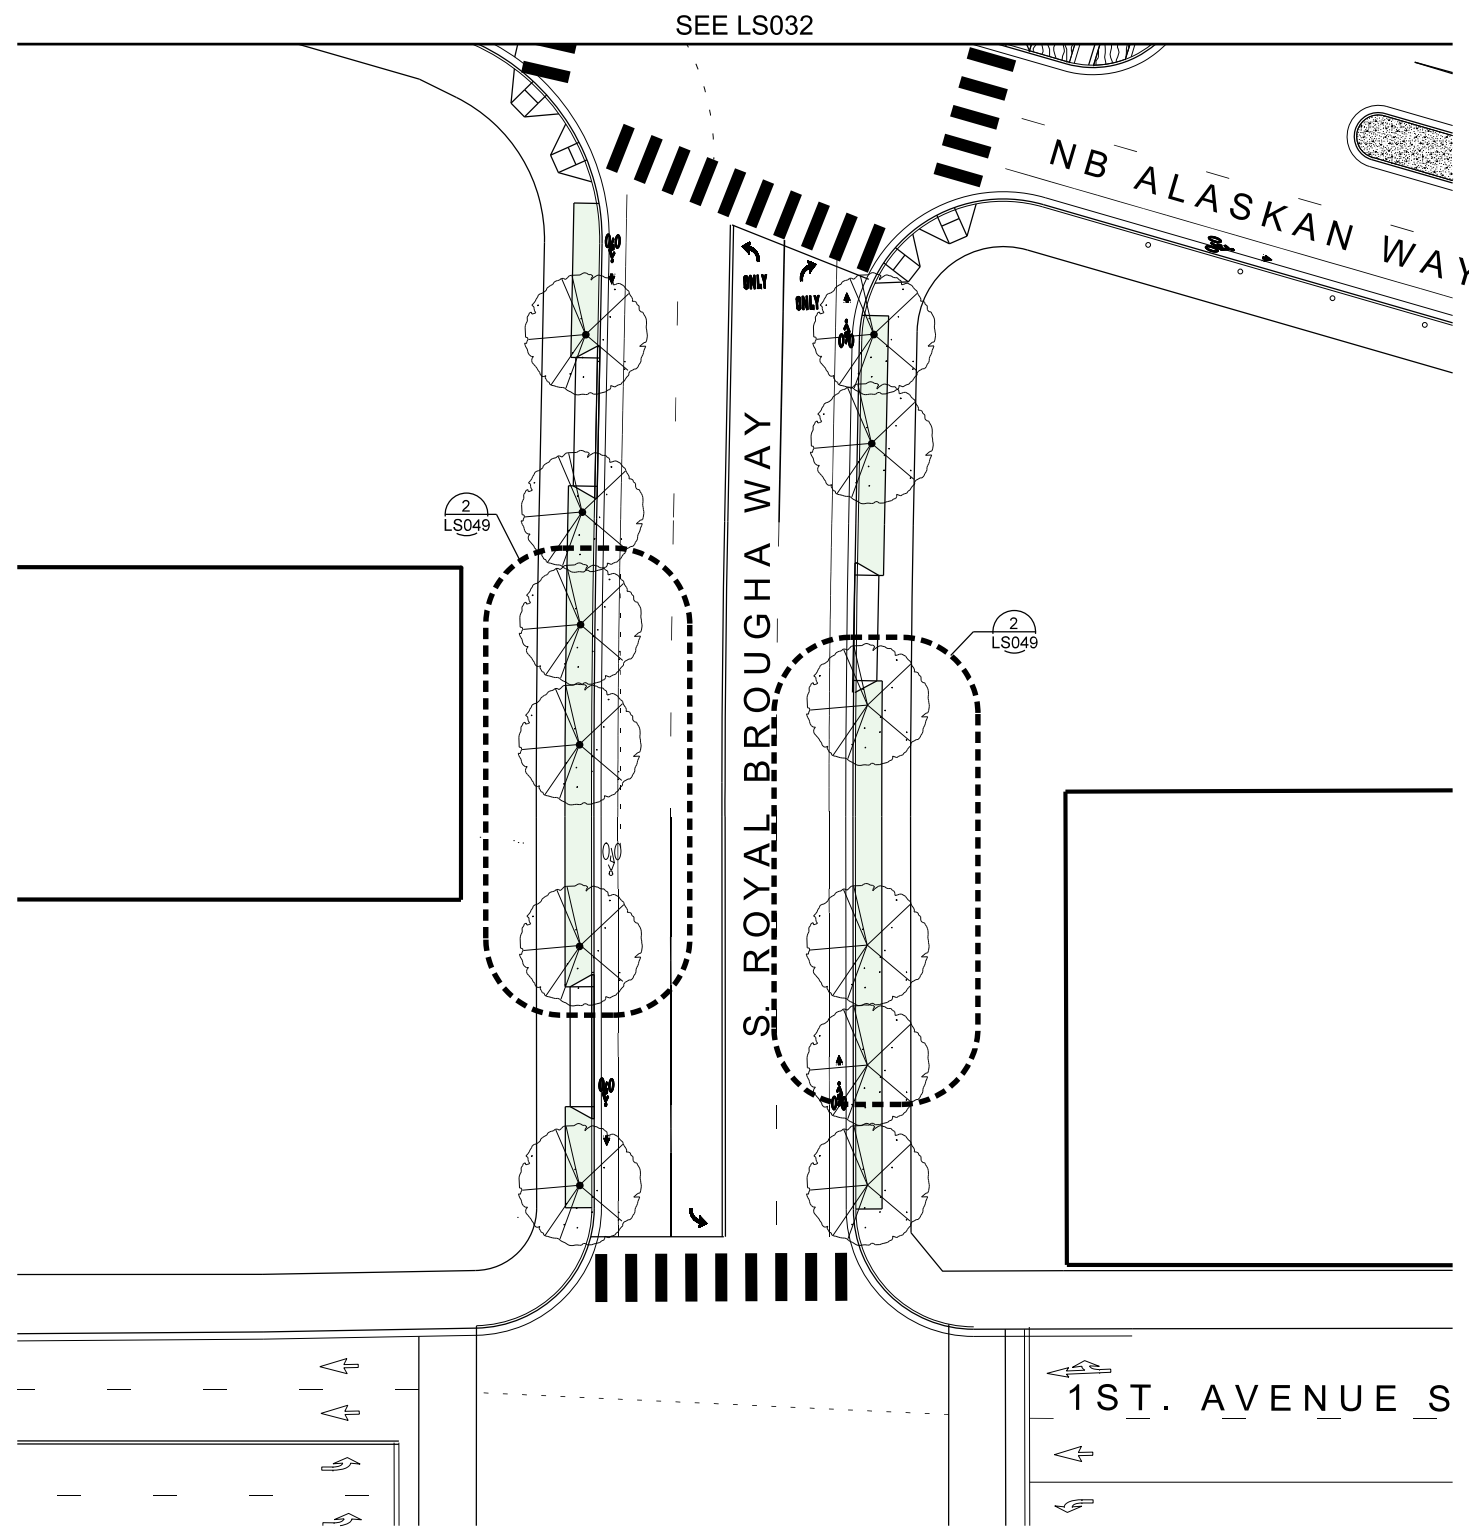 SEE LS032
NB ALASKAN WAY
ONLY
ONLY
S. ROYAL BROUGHA WAY
2
LS049
2
LS049
1ST. AVENUE S